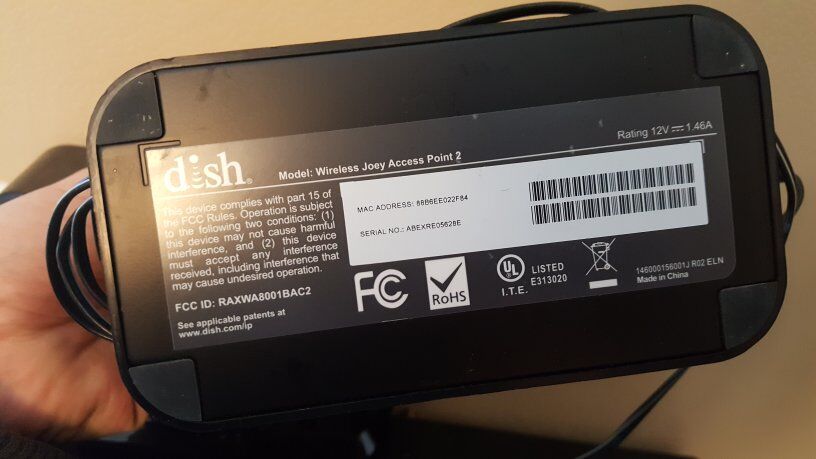 dish®
Model: Wireless Joey Access Point 2
Rating 12V ⎓ 1.46A
This device complies with part 15 of
the FCC Rules. Operation is subject
to the following two conditions: (1)
this device may not cause harmful
interference, and (2) this device
must accept any interference
received, including interference that
may cause undesired operation.
FCC ID: RAXWA8001BAC2
See applicable patents at
www.dish.com/ip
MAC ADDRESS: 88B6EE022F84
SERIAL NO.: ABEXRE05628E
FC
RoHS
UL
LISTED
I.T.E. E313020
146000156001J R02 ELN
Made in China